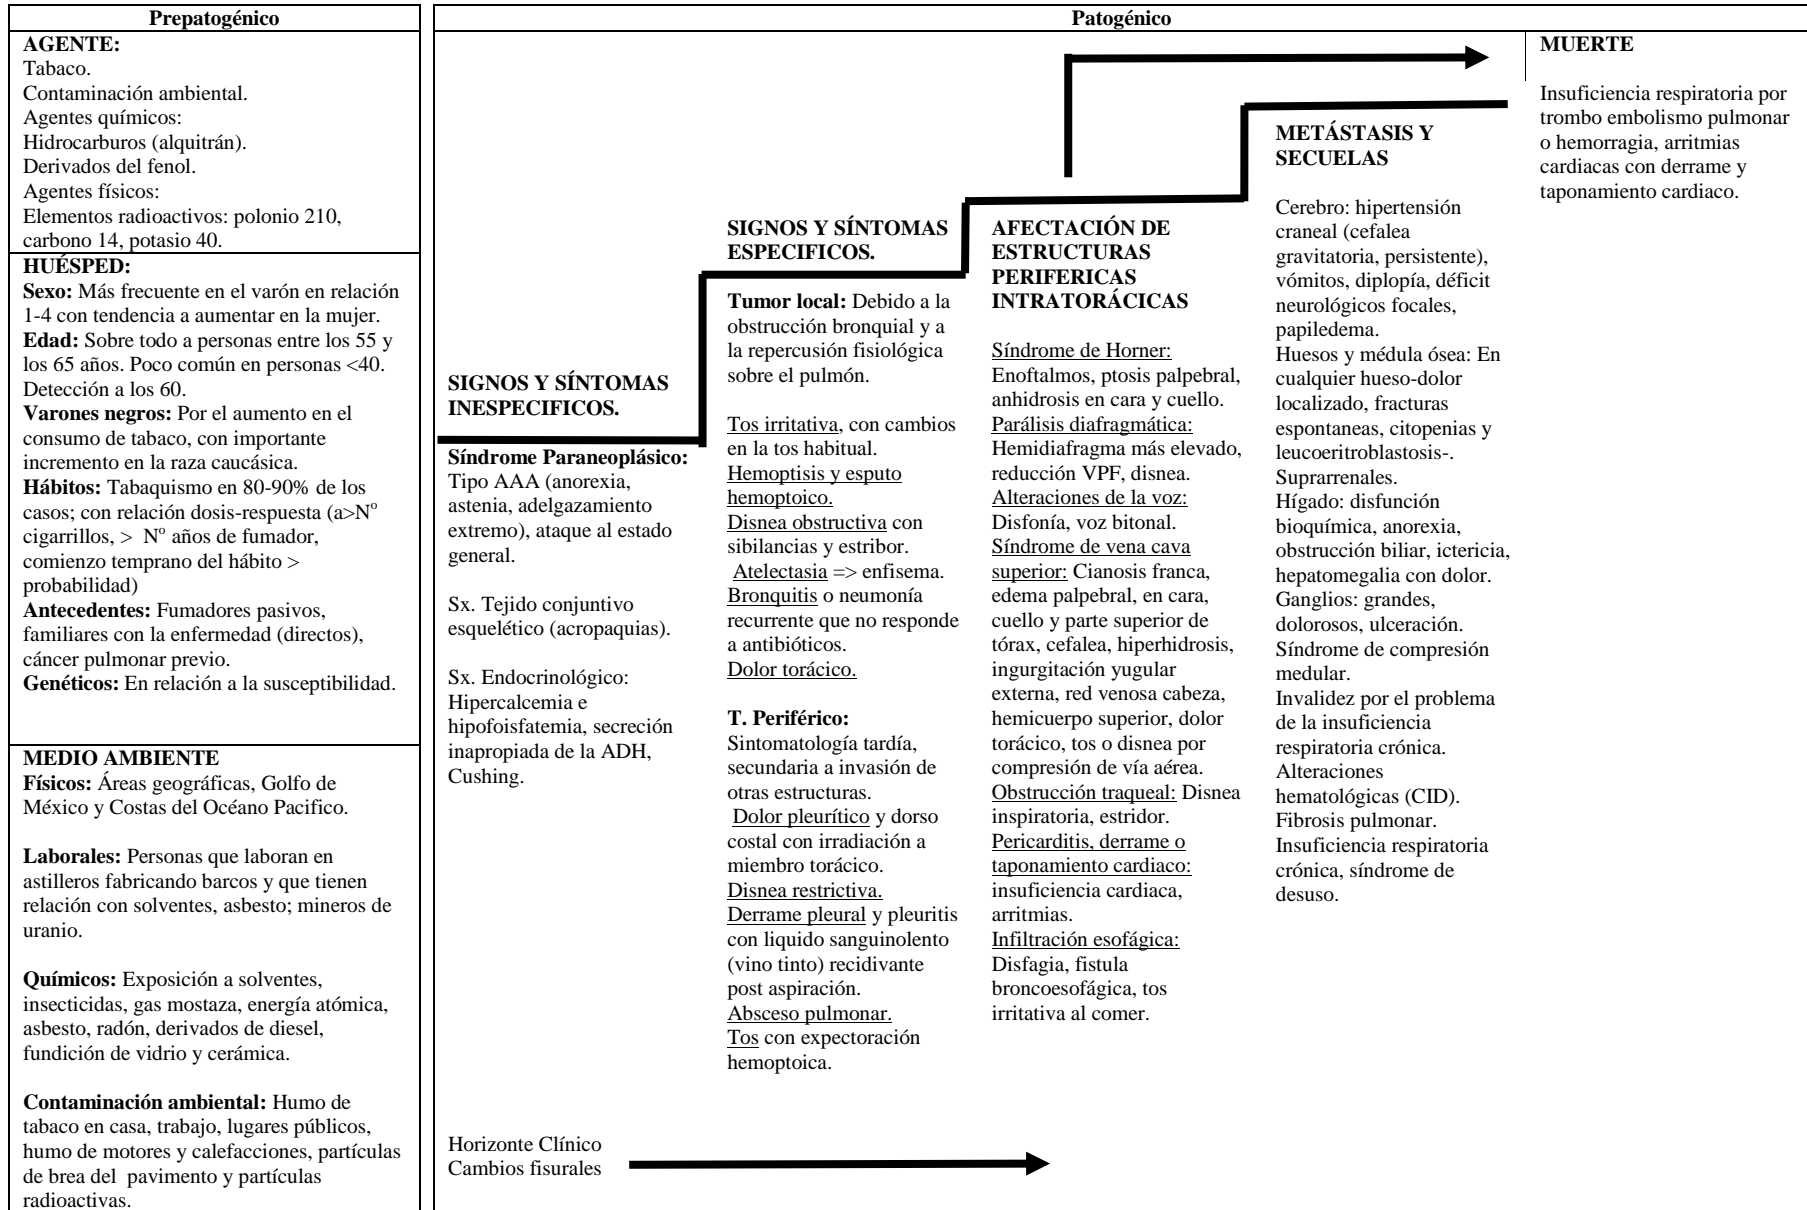 Prepatogénico
AGENTE:
Tabaco.
Contaminación ambiental.
Agentes químicos:
Hidrocarburos (alquitrán).
Derivados del fenol.
Agentes físicos:
Elementos radioactivos: polonio 210,
carbono 14, potasio 40.
HUÉSPED:
Sexo: Más frecuente en el varón en relación
1-4 con tendencia a aumentar en la mujer.
Edad: Sobre todo a personas entre los 55 y
los 65 años. Poco común en personas <40.
Detección a los 60.
Varones negros: Por el aumento en el
consumo de tabaco, con importante
incremento en la raza caucásica.
Hábitos: Tabaquismo en 80-90% de los
casos; con relación dosis-respuesta (a>Nº
cigarrillos, > Nº años de fumador,
comienzo temprano del hábito >
probabilidad)
Antecedentes: Fumadores pasivos,
familiares con la enfermedad (directos),
cáncer pulmonar previo.
Genéticos: En relación a la susceptibilidad.
MEDIO AMBIENTE
Físicos: Áreas geográficas, Golfo de
México y Costas del Océano Pacifico.
Laborales: Personas que laboran en
astilleros fabricando barcos y que tienen
relación con solventes, asbesto; mineros de
uranio.
Químicos: Exposición a solventes,
insecticidas, gas mostaza, energía atómica,
asbesto, radón, derivados de diesel,
fundición de vidrio y cerámica.
Contaminación ambiental: Humo de
tabaco en casa, trabajo, lugares públicos,
humo de motores y calefacciones, partículas
de brea del pavimento y partículas
radioactivas.
Patogénico
SIGNOS Y SÍNTOMAS
INESPECIFICOS.
Síndrome Paraneoplásico:
Tipo AAA (anorexia,
astenia, adelgazamiento
extremo), ataque al estado
general.
Sx. Tejido conjuntivo
esquelético (acropaquias).
Sx. Endocrinológico:
Hipercalcemia e
hipofoisfatemia, secreción
inapropiada de la ADH,
Cushing.
Horizonte Clínico
Cambios fisurales
SIGNOS Y SÍNTOMAS
ESPECIFICOS.
Tumor local: Debido a la
obstrucción bronquial y a
la repercusión fisiológica
sobre el pulmón.
Tos irritativa, con cambios
en la tos habitual.
Hemoptisis y esputo
hemoptoico.
Disnea obstructiva con
sibilancias y estribor.
Atelectasia => enfisema.
Bronquitis o neumonía
recurrente que no responde
a antibióticos.
Dolor torácico.
T. Periférico:
Sintomatología tardía,
secundaria a invasión de
otras estructuras.
Dolor pleurítico y dorso
costal con irradiación a
miembro torácico.
Disnea restrictiva.
Derrame pleural y pleuritis
con liquido sanguinolento
(vino tinto) recidivante
post aspiración.
Absceso pulmonar.
Tos con expectoración
hemoptoica.
AFECTACIÓN DE
ESTRUCTURAS
PERIFERICAS
INTRATORÁCICAS
Síndrome de Horner:
Enoftalmos, ptosis palpebral,
anhidrosis en cara y cuello.
Parálisis diafragmática:
Hemidiafragma más elevado,
reducción VPF, disnea.
Alteraciones de la voz:
Disfonía, voz bitonal.
Síndrome de vena cava
superior: Cianosis franca,
edema palpebral, en cara,
cuello y parte superior de
tórax, cefalea, hiperhidrosis,
ingurgitación yugular
externa, red venosa cabeza,
hemicuerpo superior, dolor
torácico, tos o disnea por
compresión de vía aérea.
Obstrucción traqueal: Disnea
inspiratoria, estridor.
Pericarditis, derrame o
taponamiento cardiaco:
insuficiencia cardiaca,
arritmias.
Infiltración esofágica:
Disfagia, fistula
broncoesofágica, tos
irritativa al comer.
METÁSTASIS Y
SECUELAS
Cerebro: hipertensión
craneal (cefalea
gravitatoria, persistente),
vómitos, diplopía, déficit
neurológicos focales,
papiledema.
Huesos y médula ósea: En
cualquier hueso-dolor
localizado, fracturas
espontaneas, citopenias y
leucoeritroblastosis-.
Suprarrenales.
Hígado: disfunción
bioquímica, anorexia,
obstrucción biliar, ictericia,
hepatomegalia con dolor.
Ganglios: grandes,
dolorosos, ulceración.
Síndrome de compresión
medular.
Invalidez por el problema
de la insuficiencia
respiratoria crónica.
Alteraciones
hematológicas (CID).
Fibrosis pulmonar.
Insuficiencia respiratoria
crónica, síndrome de
desuso.
MUERTE
Insuficiencia respiratoria por
trombo embolismo pulmonar
o hemorragia, arritmias
cardiacas con derrame y
taponamiento cardiaco.